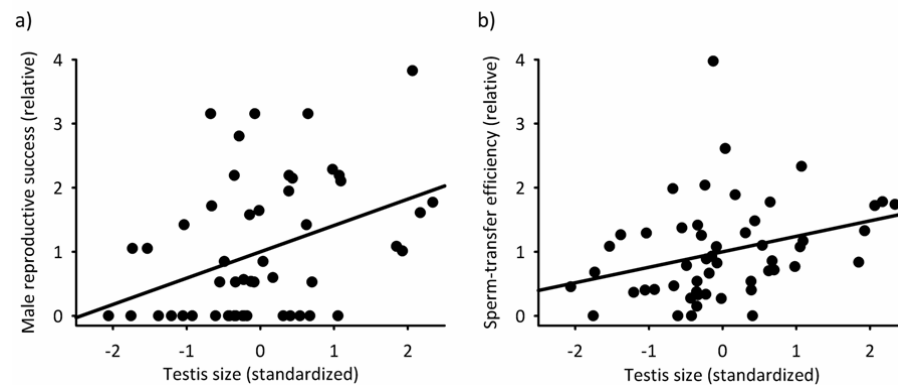 a)
Male reproductive success (relative)
4
3
2
1
0
-2 -1 0 1 2
Testis size (standardized)
b)
Sperm-transfer efficiency (relative)
4
3
2
1
0
-2 -1 0 1 2
Testis size (standardized)